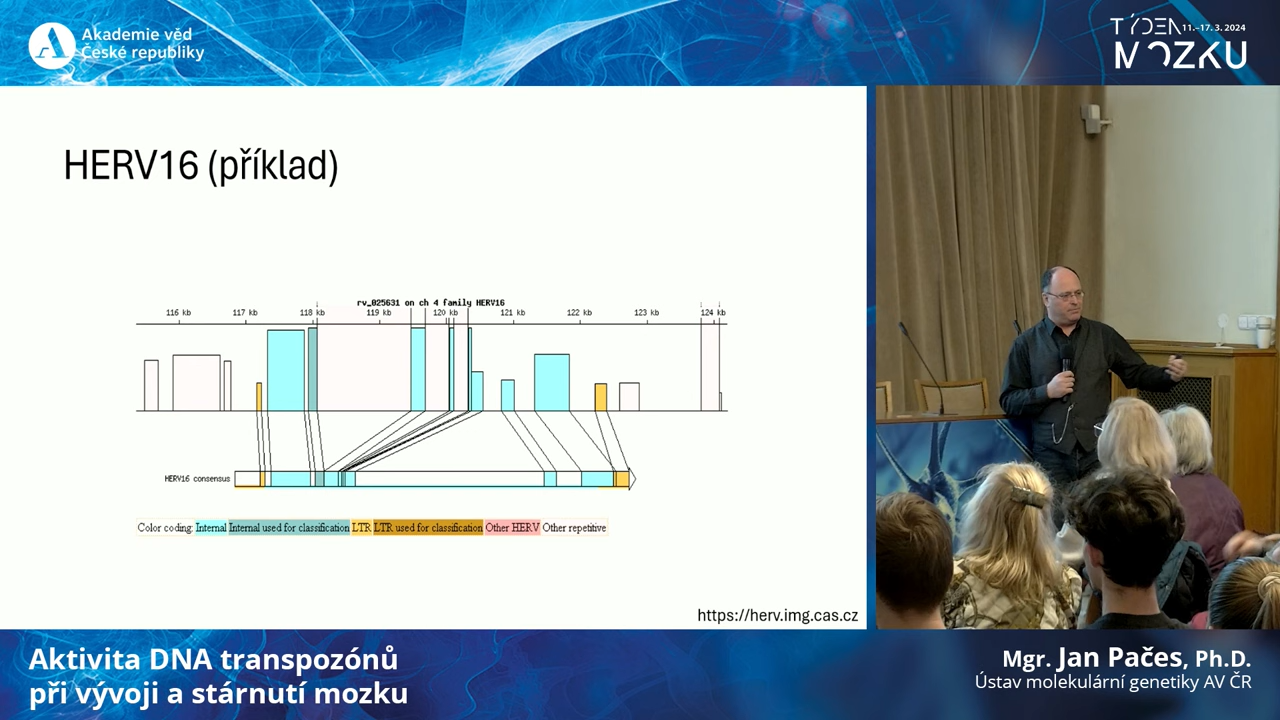 Akademie věd
České republiky
TÝDEN 11.–17. 3. 2024
MOZKU
HERV16 (příklad)
rv_025631 on ch 4 family HERV16
116 kb 117 kb 118 kb 119 kb 120 kb 121 kb 122 kb 123 kb 124 kb
HERV16 consensus
Color coding: Internal Internal used for classification LTR LTR used for classification Other HERV Other repetitive
https://herv.img.cas.cz
Aktivita DNA transpozónů
při vývoji a stárnutí mozku
Mgr. Jan Pačes, Ph.D.
Ústav molekulární genetiky AV ČR